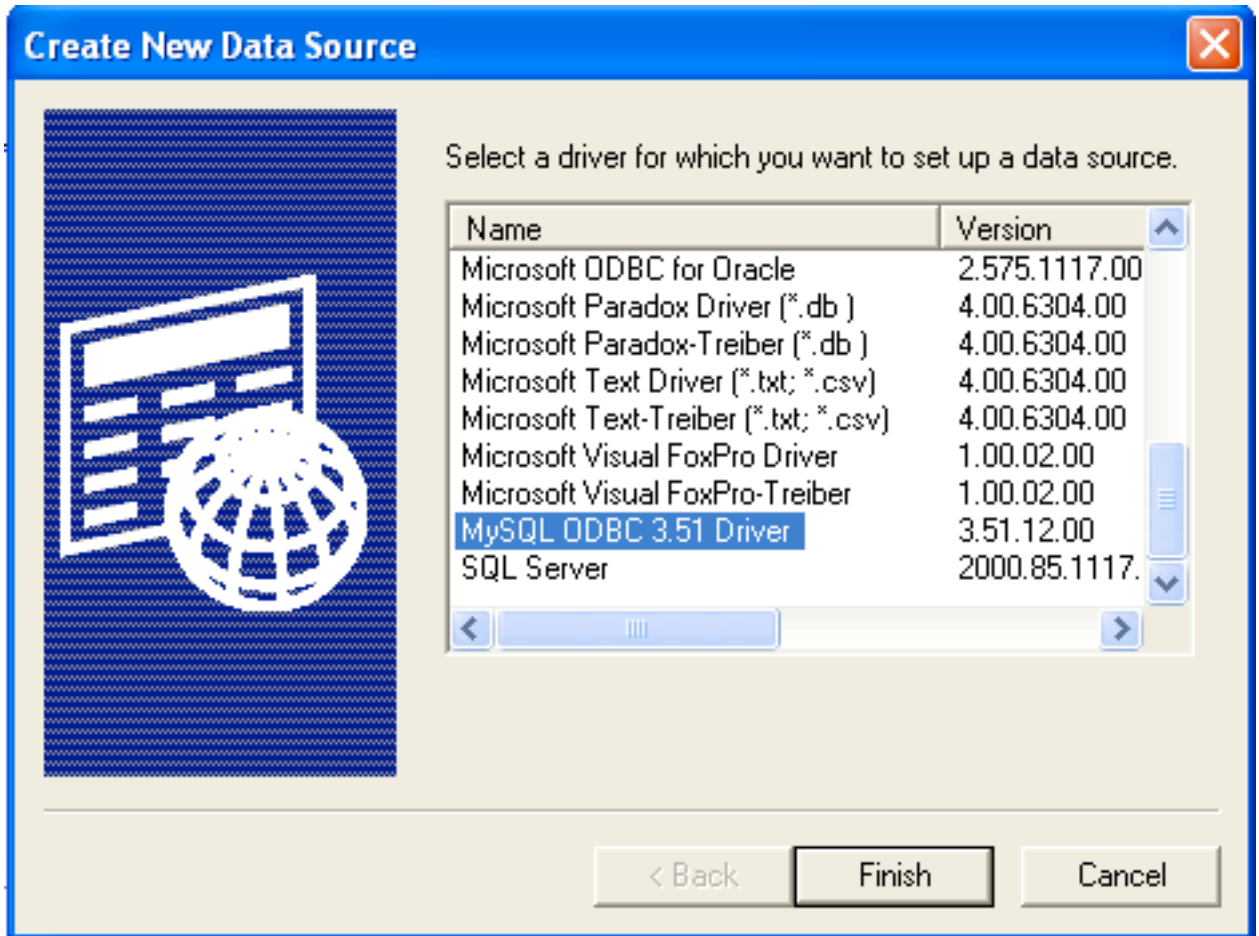 Create New Data Source
Select a driver for which you want to set up a data source.
Name Version
Microsoft ODBC for Oracle 2.575.1117.00
Microsoft Paradox Driver (*.db ) 4.00.6304.00
Microsoft Paradox-Treiber (*.db ) 4.00.6304.00
Microsoft Text Driver (*.txt; *.csv) 4.00.6304.00
Microsoft Text-Treiber (*.txt; *.csv) 4.00.6304.00
Microsoft Visual FoxPro Driver 1.00.02.00
Microsoft Visual FoxPro-Treiber 1.00.02.00
MySQL ODBC 3.51 Driver 3.51.12.00
SQL Server 2000.85.1117.
< Back Finish Cancel